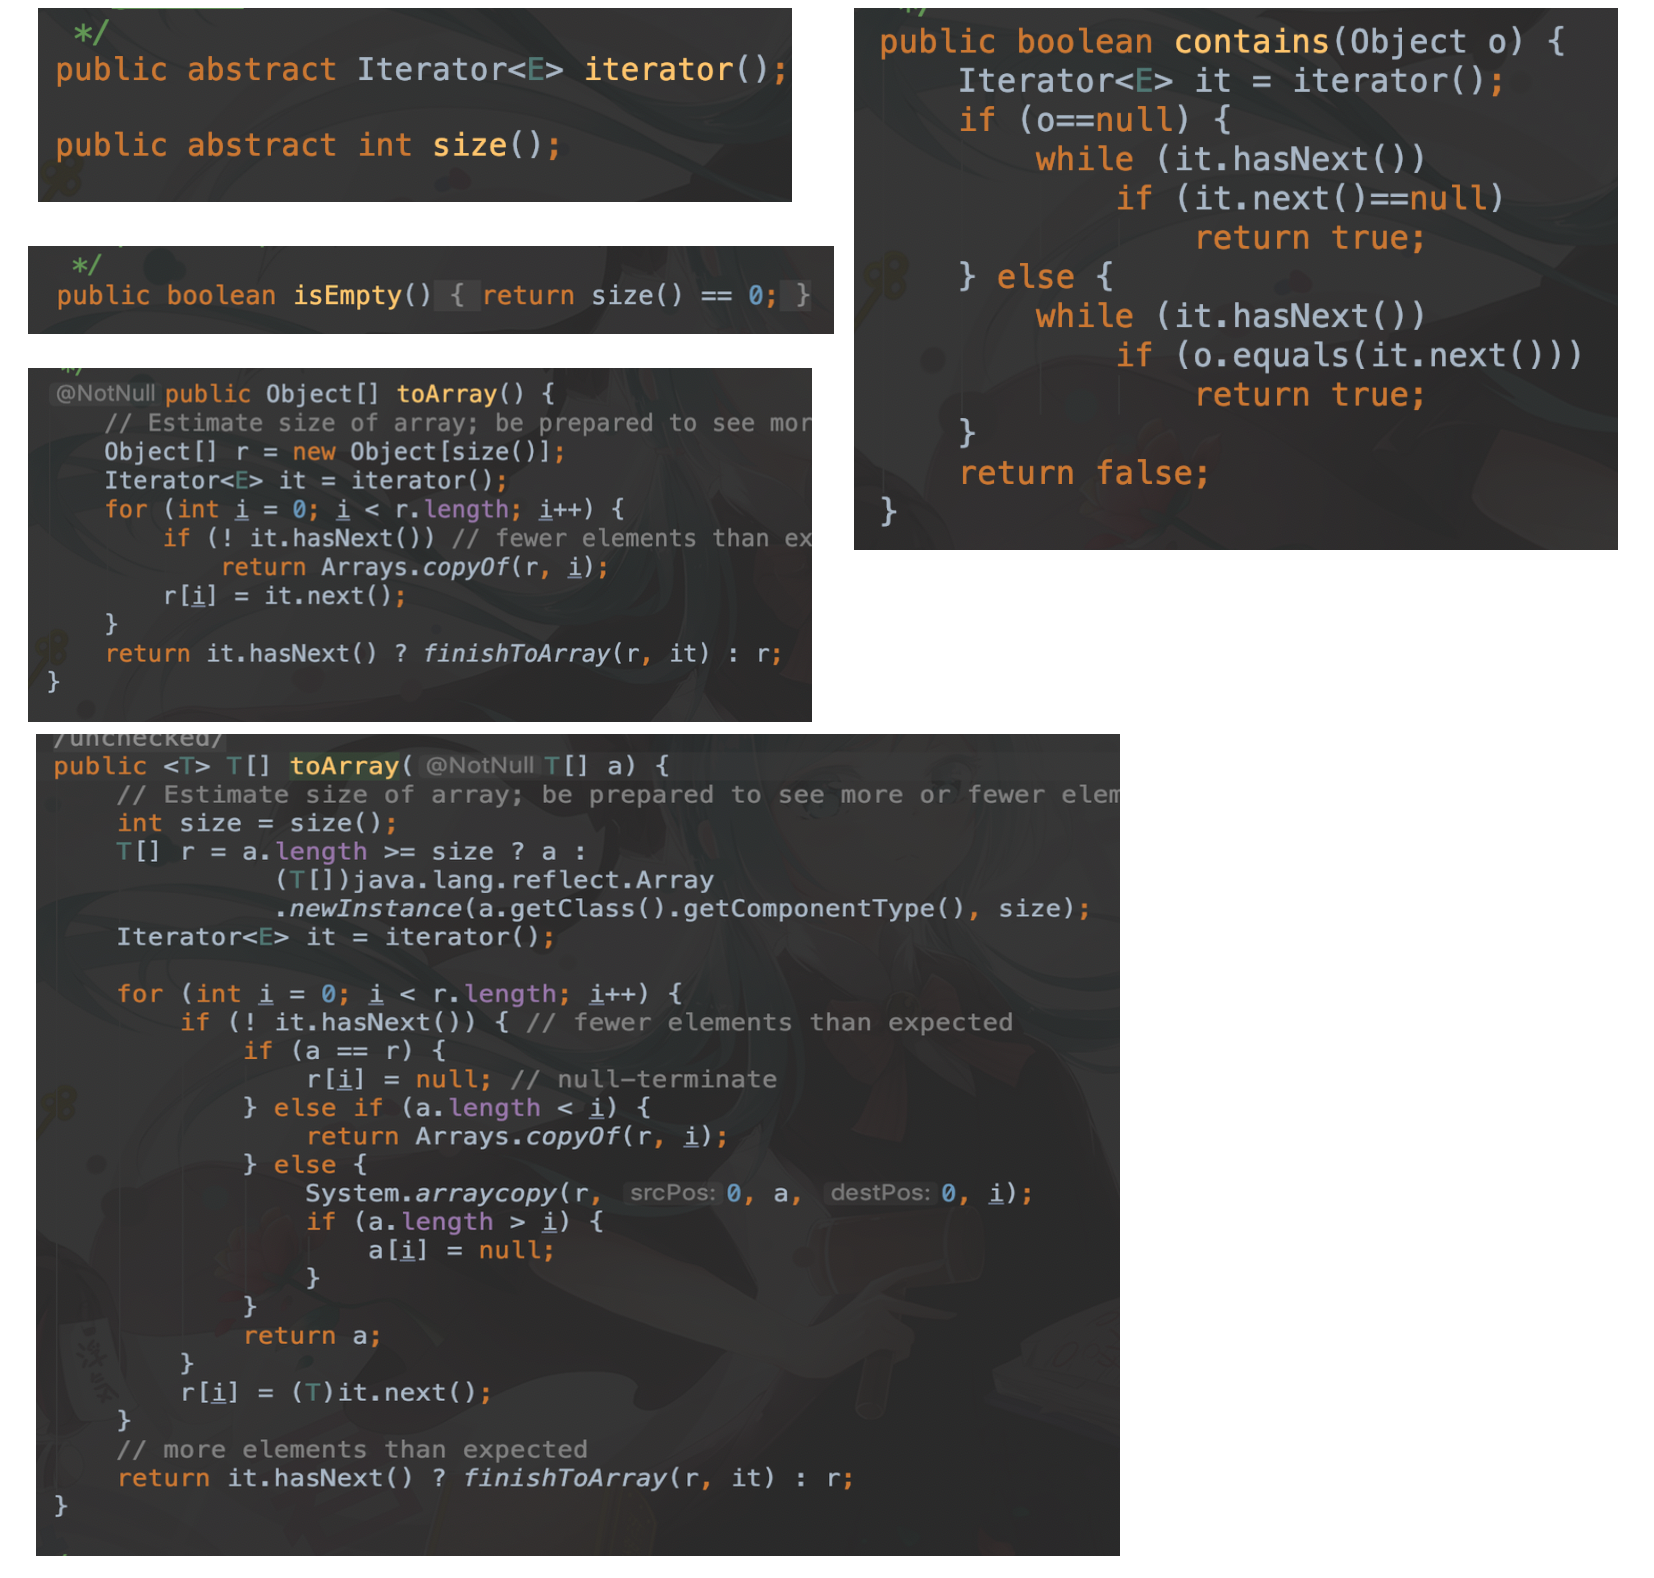 */
public abstract Iterator<E> iterator();
public abstract int size();
*/
public boolean isEmpty() { return size() == 0; }
@NotNull public Object[] toArray() {
// Estimate size of array; be prepared to see mor
Object[] r = new Object[size()];
Iterator<E> it = iterator();
for (int i = 0; i < r.length; i++) {
if (! it.hasNext()) // fewer elements than ex
return Arrays.copyOf(r, i);
r[i] = it.next();
}
return it.hasNext() ? finishToArray(r, it) : r;
}
/unchecked/
public <T> T[] toArray( @NotNull T[] a) {
// Estimate size of array; be prepared to see more or fewer elem
int size = size();
T[] r = a.length >= size ? a :
(T[])java.lang.reflect.Array
.newInstance(a.getClass().getComponentType(), size);
Iterator<E> it = iterator();
for (int i = 0; i < r.length; i++) {
if (! it.hasNext()) { // fewer elements than expected
if (a == r) {
r[i] = null; // null-terminate
} else if (a.length < i) {
return Arrays.copyOf(r, i);
} else {
System.arraycopy(r, srcPos: 0, a, destPos: 0, i);
if (a.length > i) {
a[i] = null;
}
}
return a;
}
r[i] = (T)it.next();
}
// more elements than expected
return it.hasNext() ? finishToArray(r, it) : r;
}
public boolean contains(Object o) {
Iterator<E> it = iterator();
if (o==null) {
while (it.hasNext())
if (it.next()==null)
return true;
} else {
while (it.hasNext())
if (o.equals(it.next()))
return true;
}
return false;
}